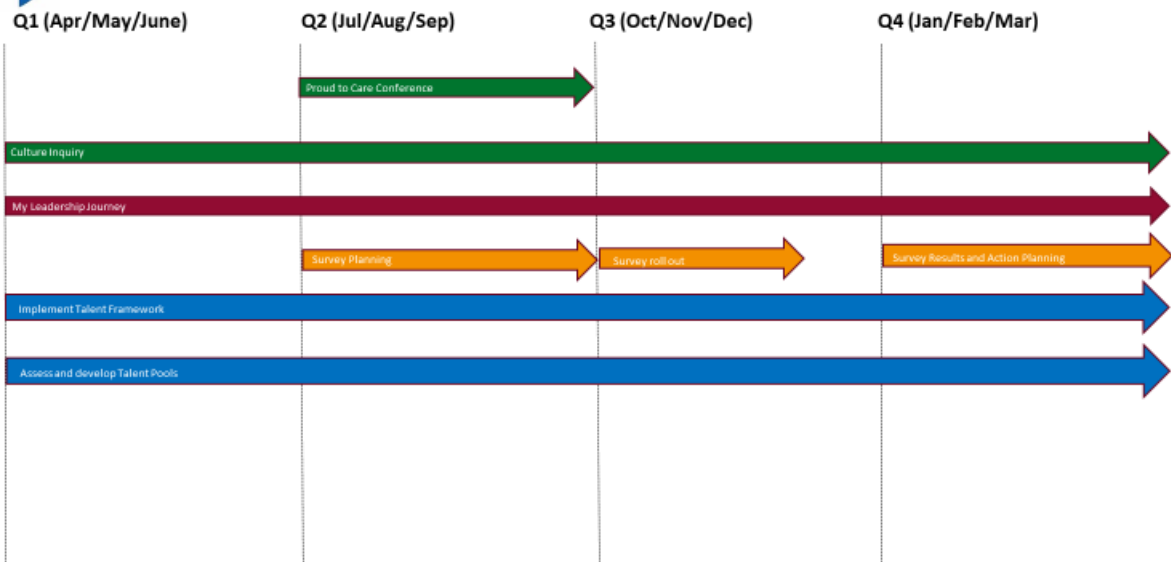 Q1 (Apr/May/June) Q2 (Jul/Aug/Sep) Q3 (Oct/Nov/Dec) Q4 (Jan/Feb/Mar)
Proud to Care Conference
Culture Inquiry
My Leadership Journey
Survey Planning Survey rollout Survey Results and Action Planning
Implement Talent Framework
Assess and develop Talent Pools